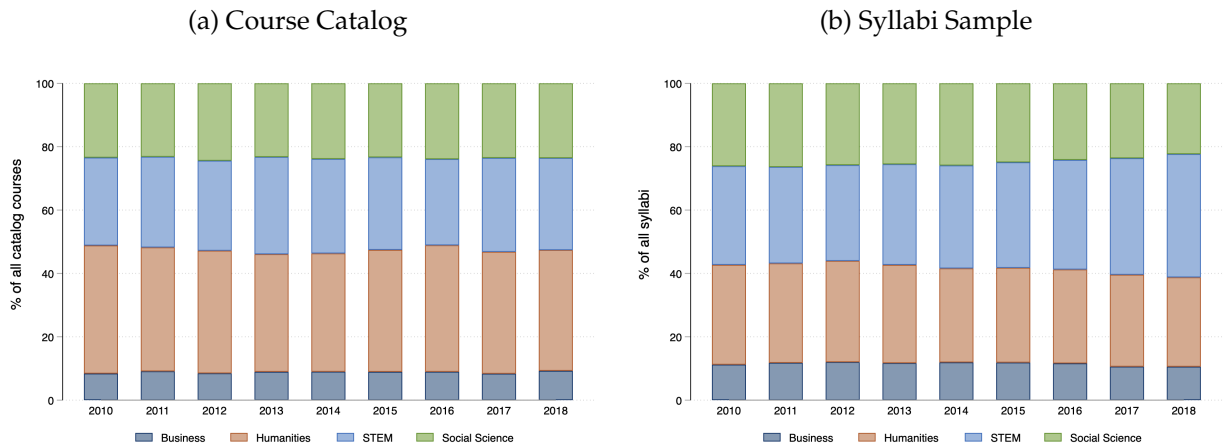 (a) Course Catalog
% of all catalog courses
100
80
60
40
20
0
2010 2011 2012 2013 2014 2015 2016 2017 2018
Business Humanities STEM Social Science
(b) Syllabi Sample
% of all syllabi
100
80
60
40
20
0
2010 2011 2012 2013 2014 2015 2016 2017 2018
Business Humanities STEM Social Science